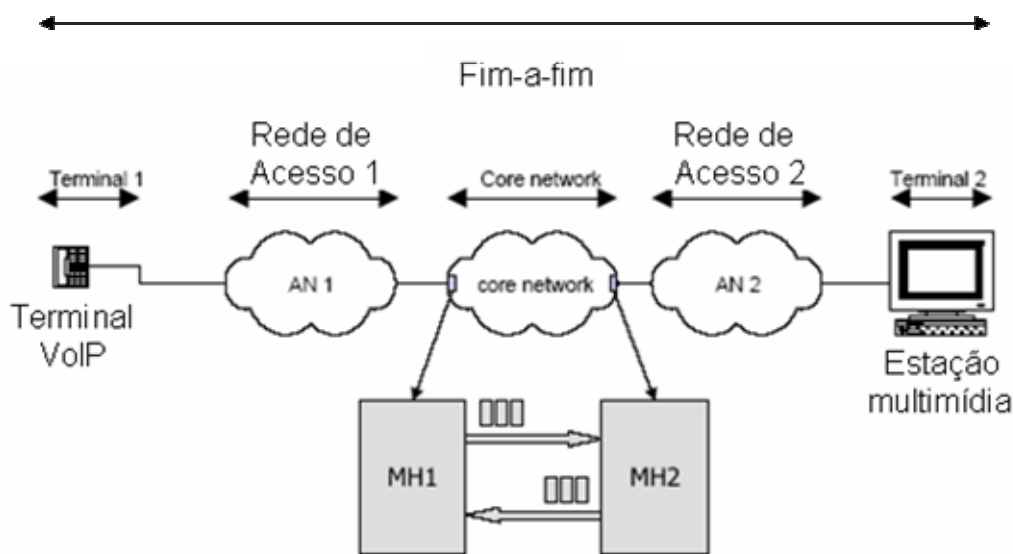 Fim-a-fim
Rede de
Acesso 1
Rede de
Acesso 2
Terminal 1
Core network
Terminal 2
AN 1
core network
AN 2
Terminal
VoIP
Estação
multimídia
MH1
MH2